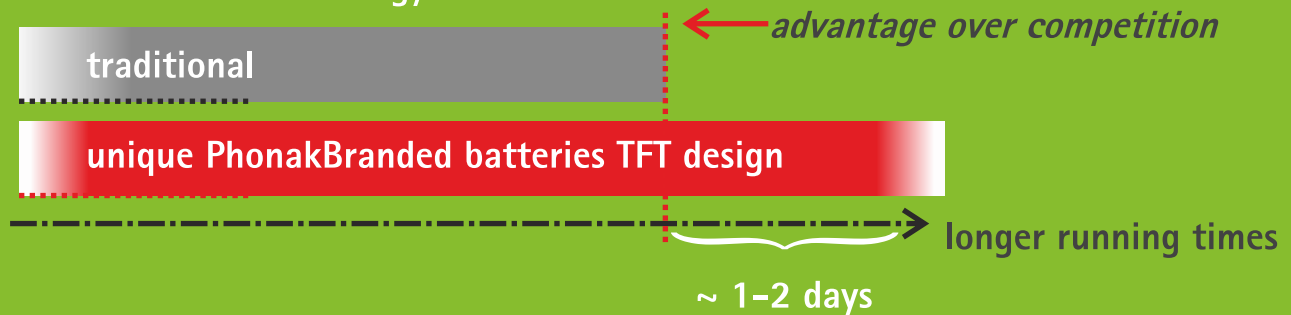 advantage over competition
traditional
unique PhonakBranded batteries TFT design
longer running times
~ 1-2 days